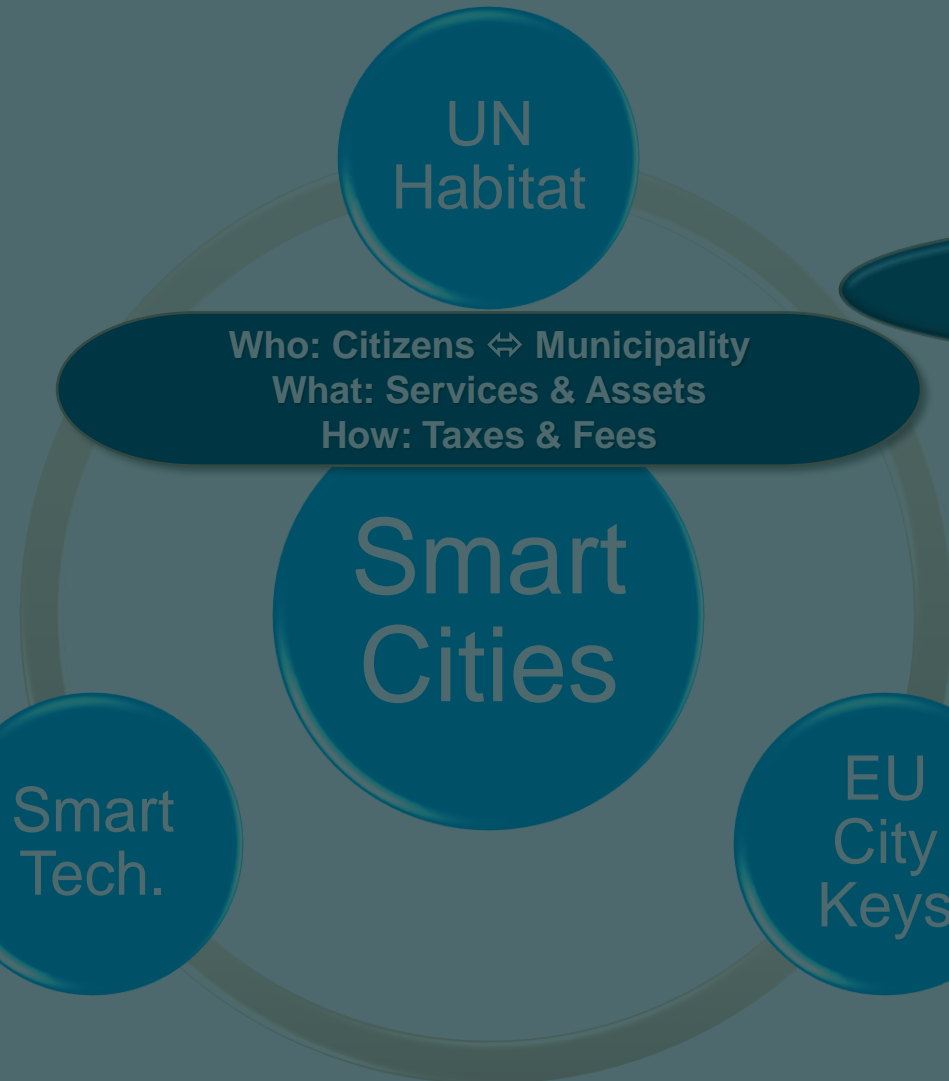 UN
Habitat
Who: Citizens ⬄ Municipality
What: Services & Assets
How: Taxes & Fees
Smart
Cities
Smart
Tech.
EU
City
Keys